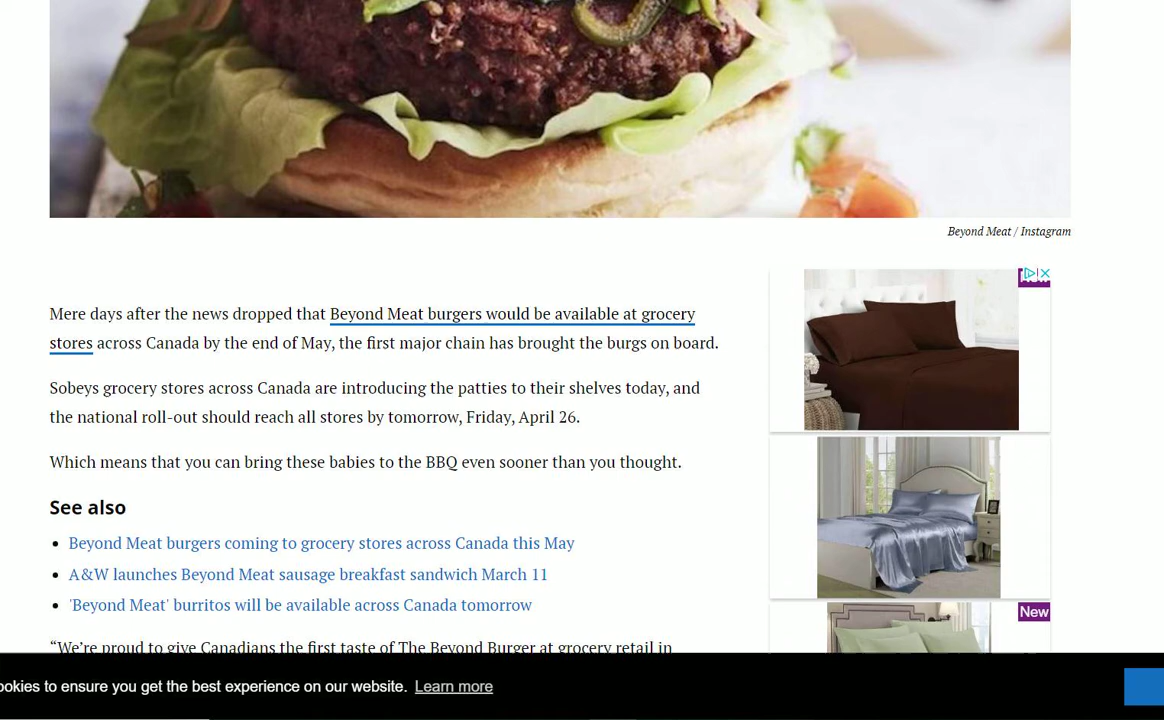 Beyond Meat / Instagram
Mere days after the news dropped that Beyond Meat burgers would be available at grocery
stores across Canada by the end of May, the first major chain has brought the burgs on board.
Sobeys grocery stores across Canada are introducing the patties to their shelves today, and
the national roll-out should reach all stores by tomorrow, Friday, April 26.
Which means that you can bring these babies to the BBQ even sooner than you thought.
See also
Beyond Meat burgers coming to grocery stores across Canada this May
A&W launches Beyond Meat sausage breakfast sandwich March 11
'Beyond Meat' burritos will be available across Canada tomorrow
“We’re proud to give Canadians the first taste of The Beyond Burger at grocery retail in
New
to ensure you get the best experience on our website. Learn more